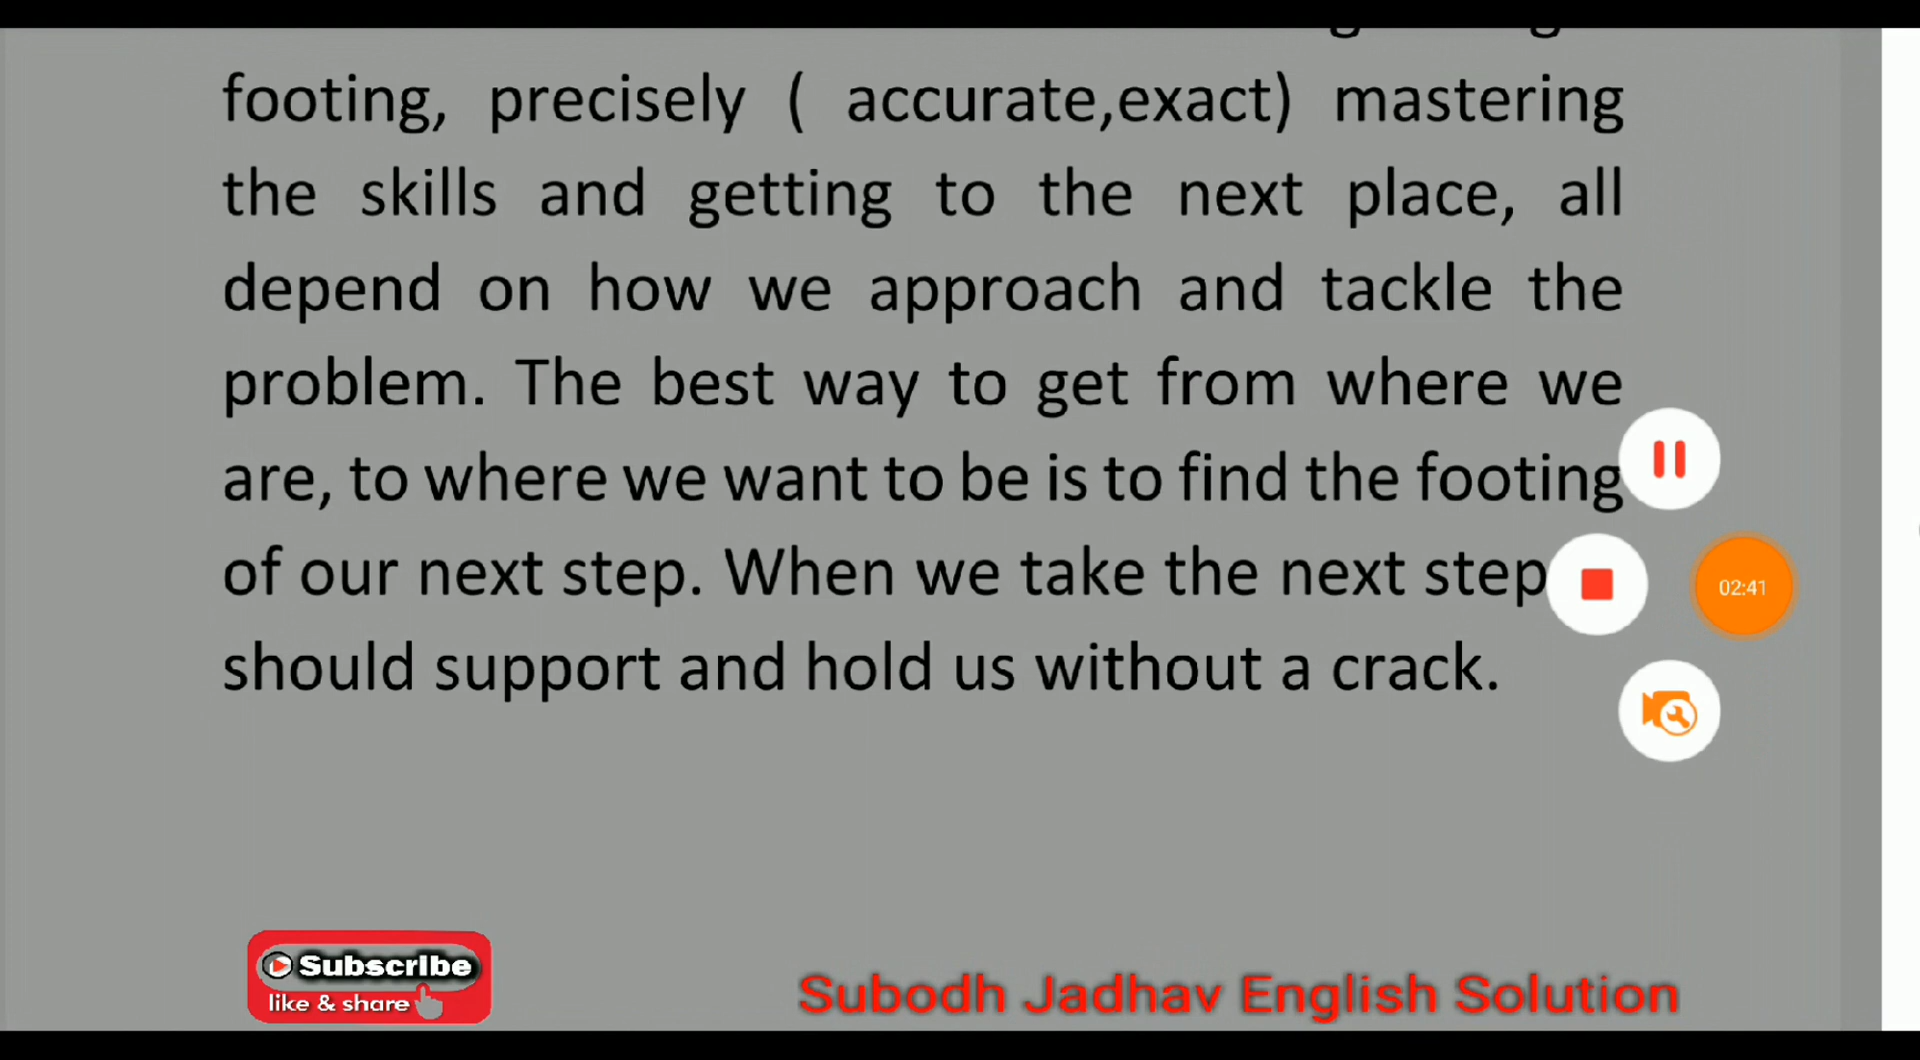 footing, precisely ( accurate,exact) mastering
the skills and getting to the next place, all
depend on how we approach and tackle the
problem. The best way to get from where we
are, to where we want to be is to find the footing
of our next step. When we take the next step
should support and hold us without a crack.
02:41
Subscribe
like & share
Subodh Jadhav English Solution